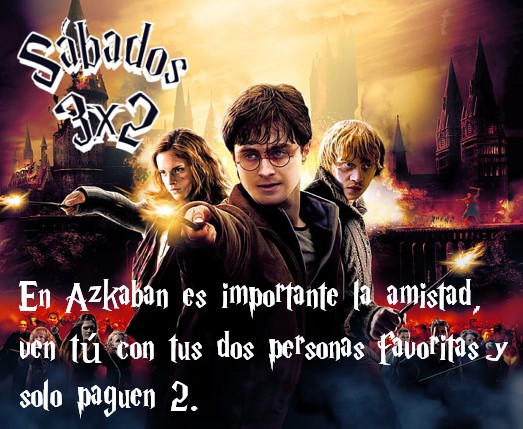 Sábados
3x2
En Azkaban es importante la amistad,
ven tú con tus dos personas favoritas y
solo paguen 2.